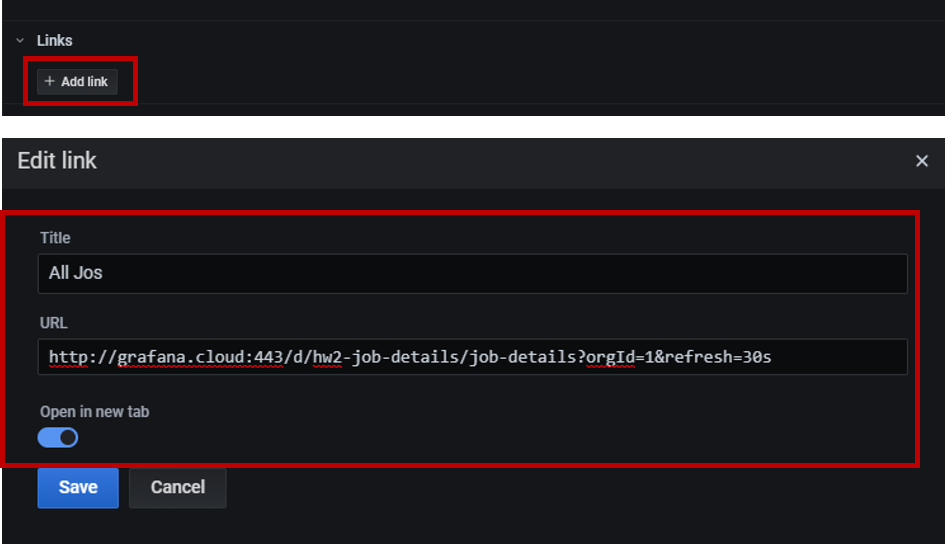 Links
+ Add link
Edit link
Title
All Jos
URL
http://grafana.cloud:443/d/hw2-job-details/job-details?orgId=1&refresh=30s
Open in new tab
Save Cancel